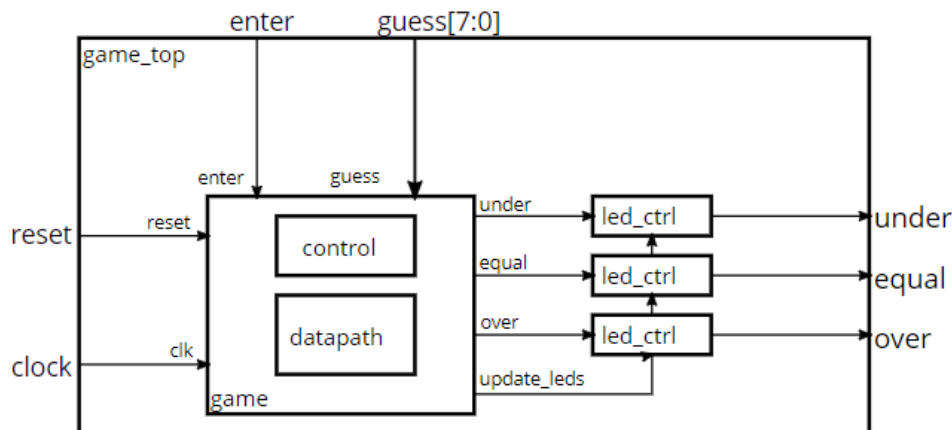 enter guess[7:0]
game_top
enter guess
reset reset under led_ctrl under
control
equal led_ctrl equal
datapath over led_ctrl over
clock clk
update_leds
game